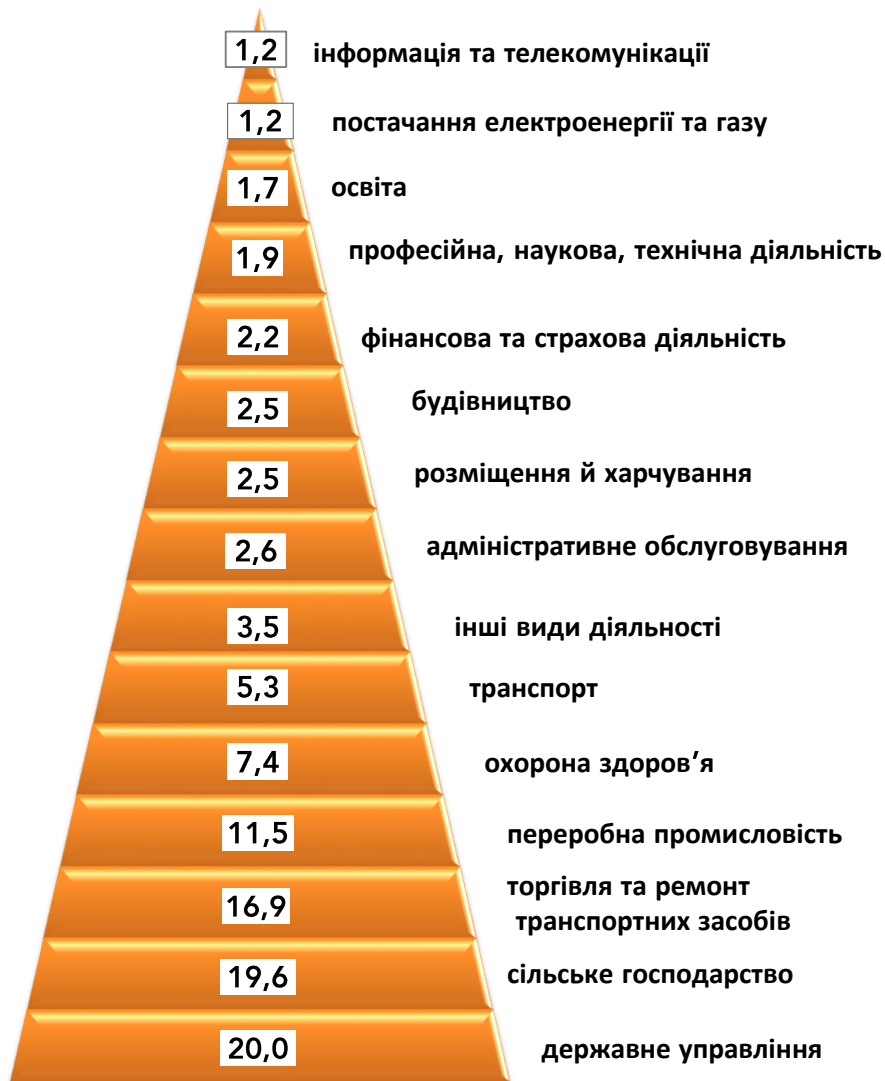 1,2 інформація та телекомунікації
1,2 постачання електроенергії та газу
1,7 освіта
1,9 професійна, наукова, технічна діяльність
2,2 фінансова та страхова діяльність
2,5 будівництво
2,5 розміщення й харчування
2,6 адміністративне обслуговування
3,5 інші види діяльності
5,3 транспорт
7,4 охорона здоров’я
11,5 переробна промисловість
16,9 торгівля та ремонт
транспортних засобів
19,6 сільське господарство
20,0 державне управління